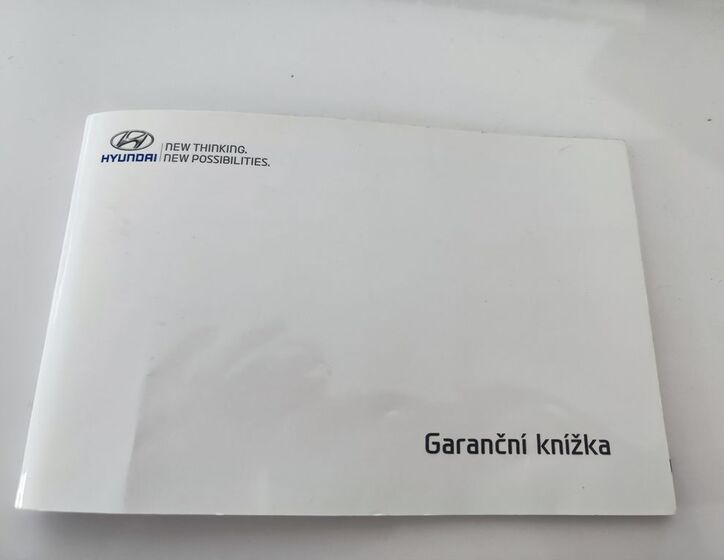 HYUNDAI
NEW THINKING.
NEW POSSIBILITIES.
Garanční knížka